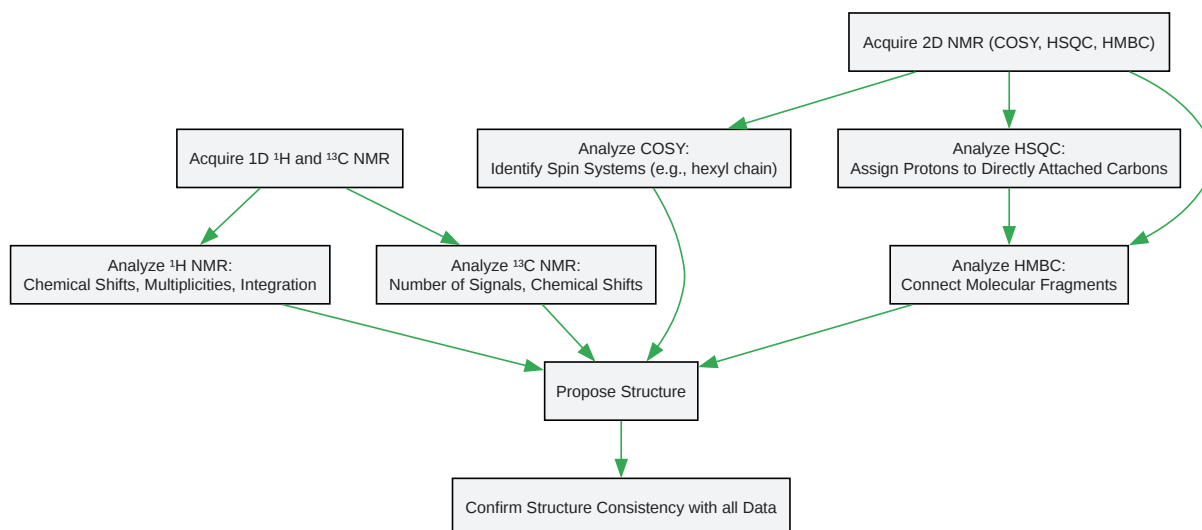 Acquire 2D NMR (COSY, HSQC, HMBC)
Acquire 1D ¹H and ¹³C NMR
Analyze COSY:
Identify Spin Systems (e.g., hexyl chain)
Analyze HSQC:
Assign Protons to Directly Attached Carbons
Analyze ¹H NMR:
Chemical Shifts, Multiplicities, Integration
Analyze ¹³C NMR:
Number of Signals, Chemical Shifts
Analyze HMBC:
Connect Molecular Fragments
Propose Structure
Confirm Structure Consistency with all Data